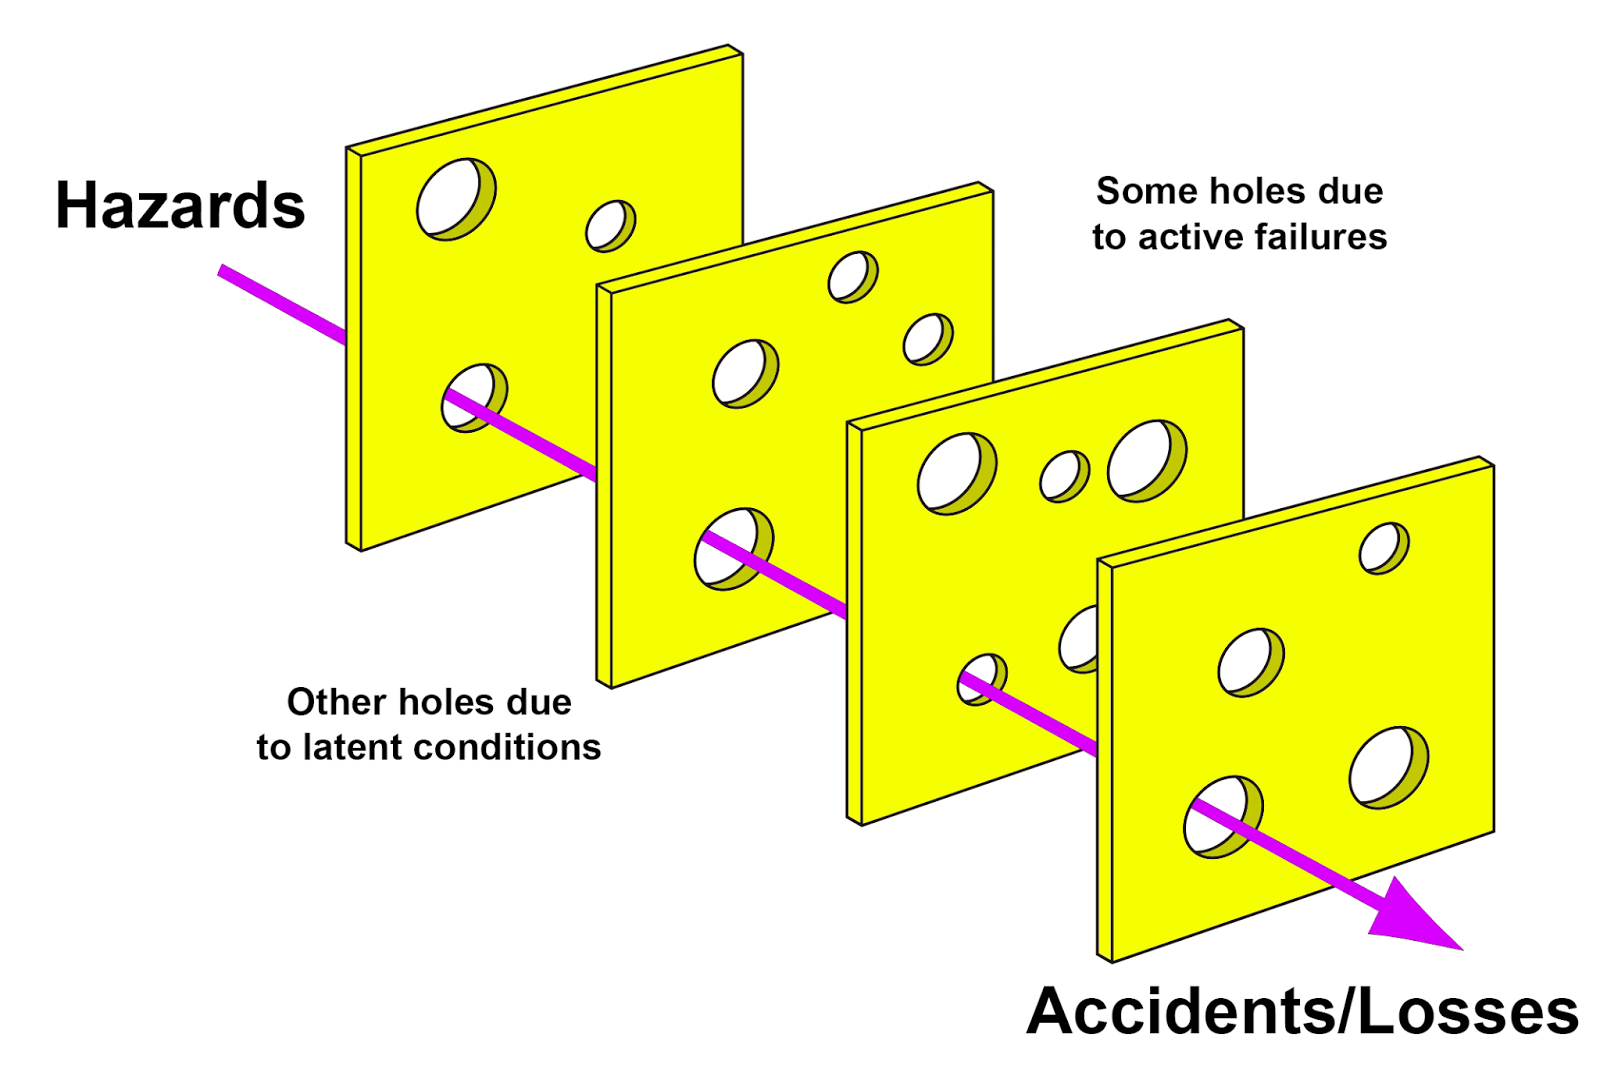 Hazards
Some holes due
to active failures
Other holes due
to latent conditions
Accidents/Losses